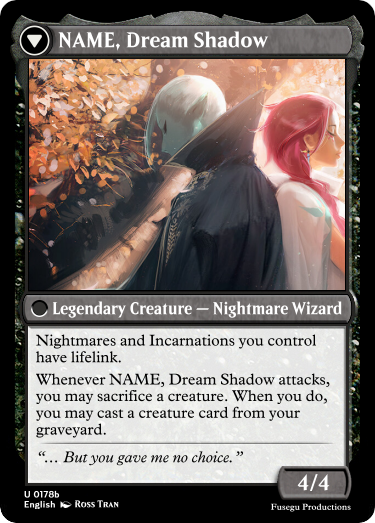 NAME, Dream Shadow
Legendary Creature — Nightmare Wizard
Nightmares and Incarnations you control
have lifelink.
Whenever NAME, Dream Shadow attacks,
you may sacrifice a creature. When you do,
you may cast a creature card from your
graveyard.
“… But you gave me no choice.”
4/4
U 0178b
English Ross Tran
Fusegu Productions